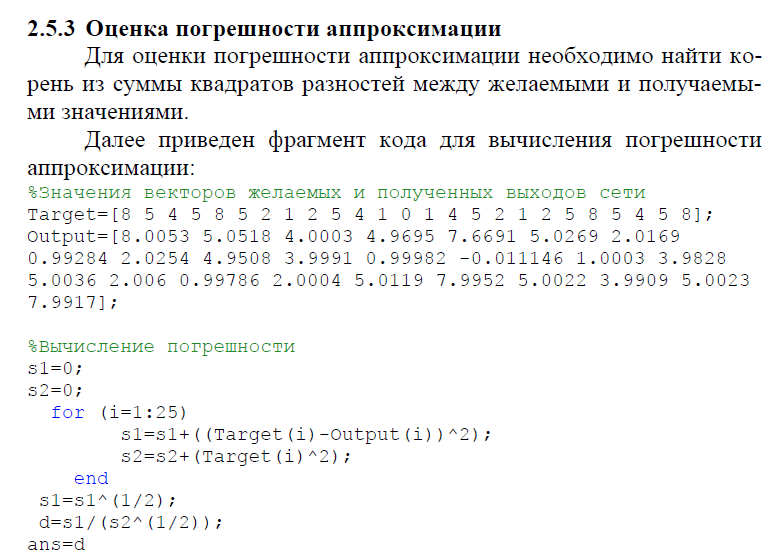 2.5.3 Оценка погрешности аппроксимации
Для оценки погрешности аппроксимации необходимо найти ко-
рень из суммы квадратов разностей между желаемыми и получаемы-
ми значениями.
Далее приведен фрагмент кода для вычисления погрешности
аппроксимации:
%Значения векторов желаемых и полученных выходов сети
Target=[8 5 4 5 8 5 2 1 2 5 4 1 0 1 4 5 2 1 2 5 8 5 4 5 8];
Output=[8.0053 5.0518 4.0003 4.9695 7.6691 5.0269 2.0169
0.99284 2.0254 4.9508 3.9991 0.99982 -0.011146 1.0003 3.9828
5.0036 2.006 0.99786 2.0004 5.0119 7.9952 5.0022 3.9909 5.0023
7.9917];
%Вычисление погрешности
s1=0;
s2=0;
for (i=1:25)
s1=s1+((Target(i)-Output(i))^2);
s2=s2+(Target(i)^2);
end
s1=s1^(1/2);
d=s1/(s2^(1/2));
ans=d